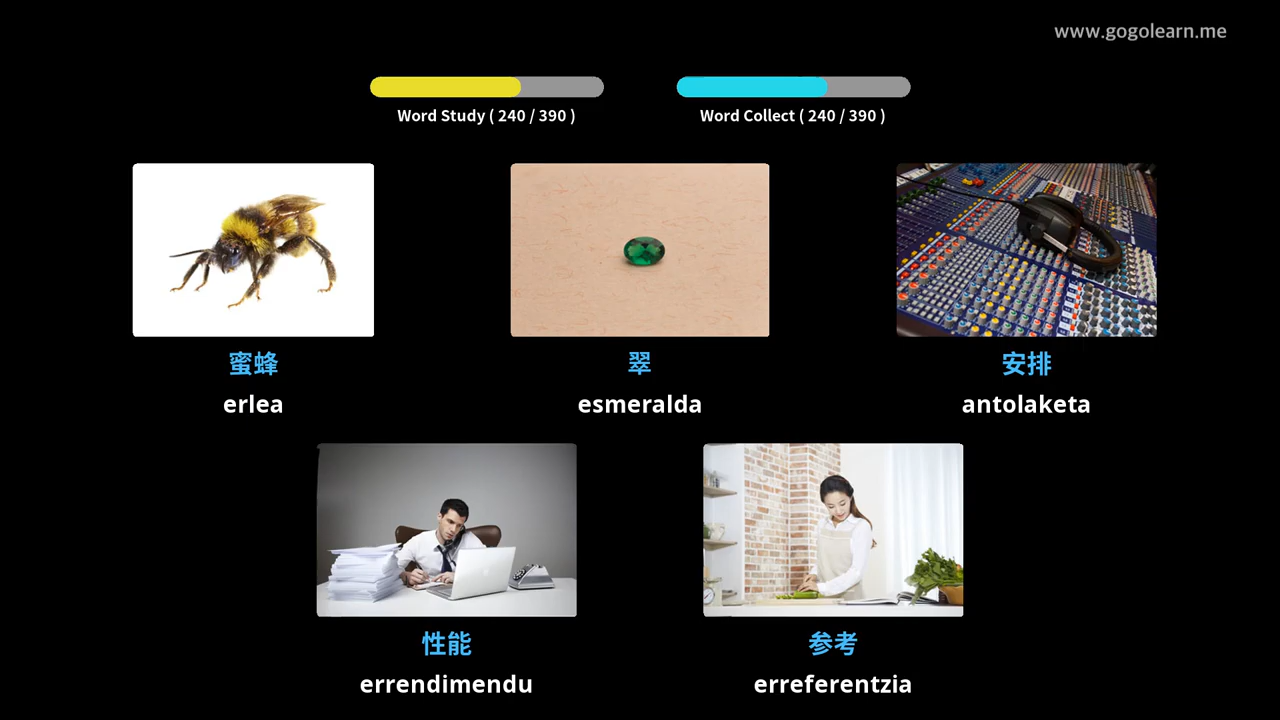 www.gogolearn.me
Word Study ( 240 / 390 )
Word Collect ( 240 / 390 )
蜜蜂
erlea
翠
esmeralda
安排
antolaketa
性能
errendimendu
参考
erreferentzia